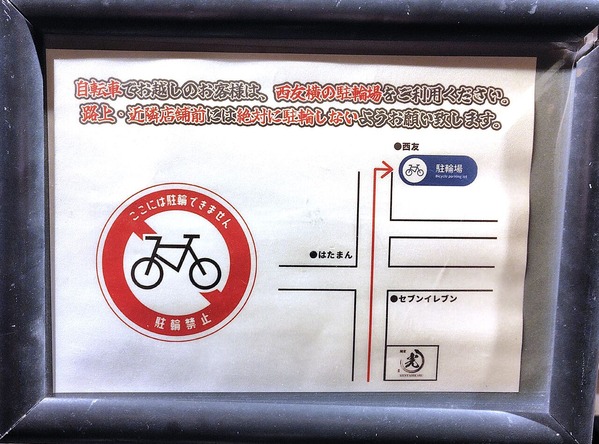 自転車でお越しのお客様は、西友横の駐輪場をご利用ください。
路上・近隣店舗前には絶対に駐輪しないようお願い致します。
●西友
駐輪場
Bicycle parking lot
ここには駐輪できません
●はたまん
駐輪禁止
●セブンイレブン
光